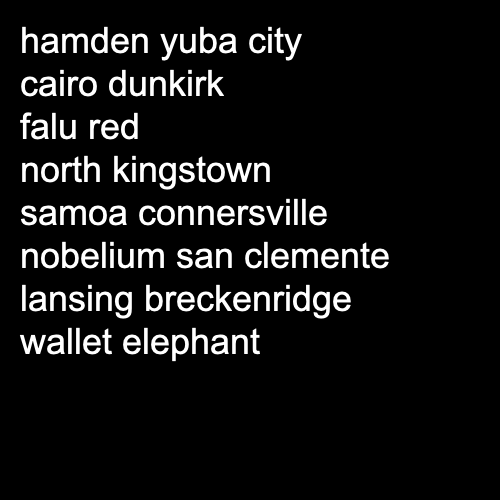 hamden yuba city
cairo dunkirk
falu red
north kingstown
samoa connersville
nobelium san clemente
lansing breckenridge
wallet elephant